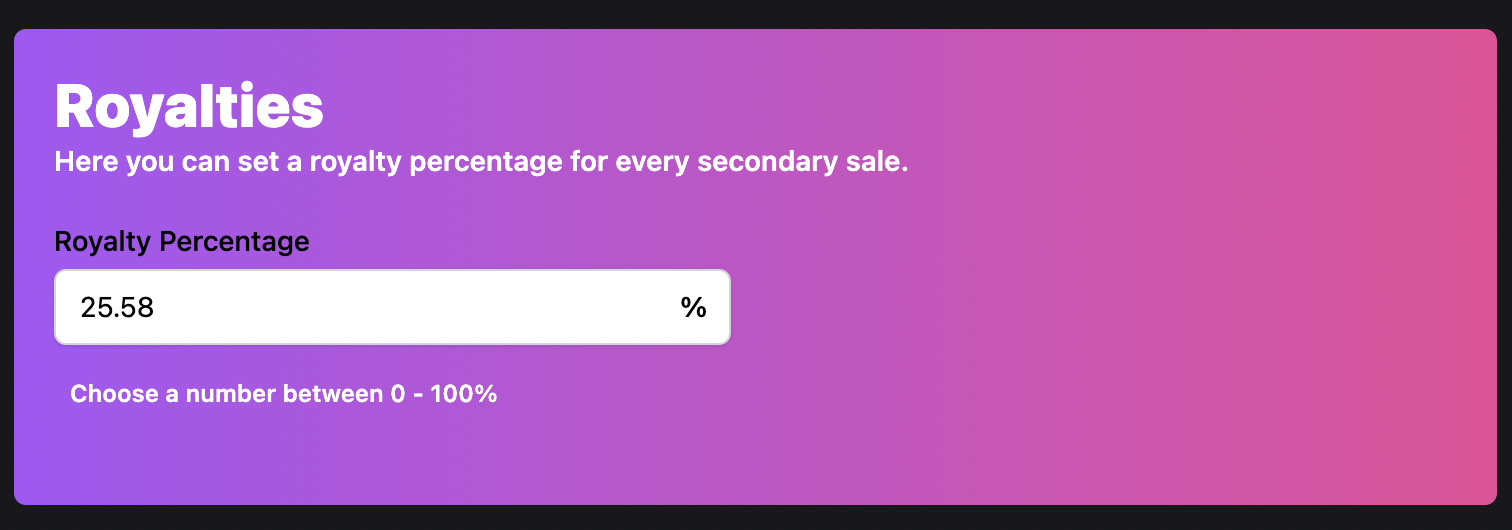 Royalties
Here you can set a royalty percentage for every secondary sale.
Royalty Percentage
25.58 %
Choose a number between 0 - 100%